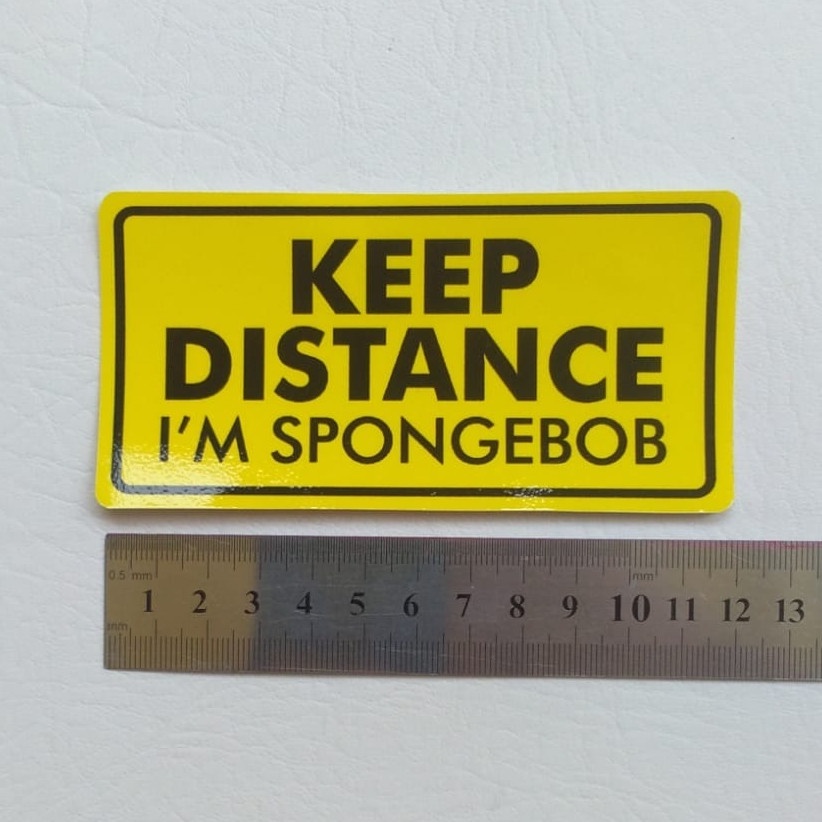 KEEP
DISTANCE
I'M SPONGEBOB
0.5 mm
mm
1 2 3 4 5 6 7 8 9 10 11 12 13
mm